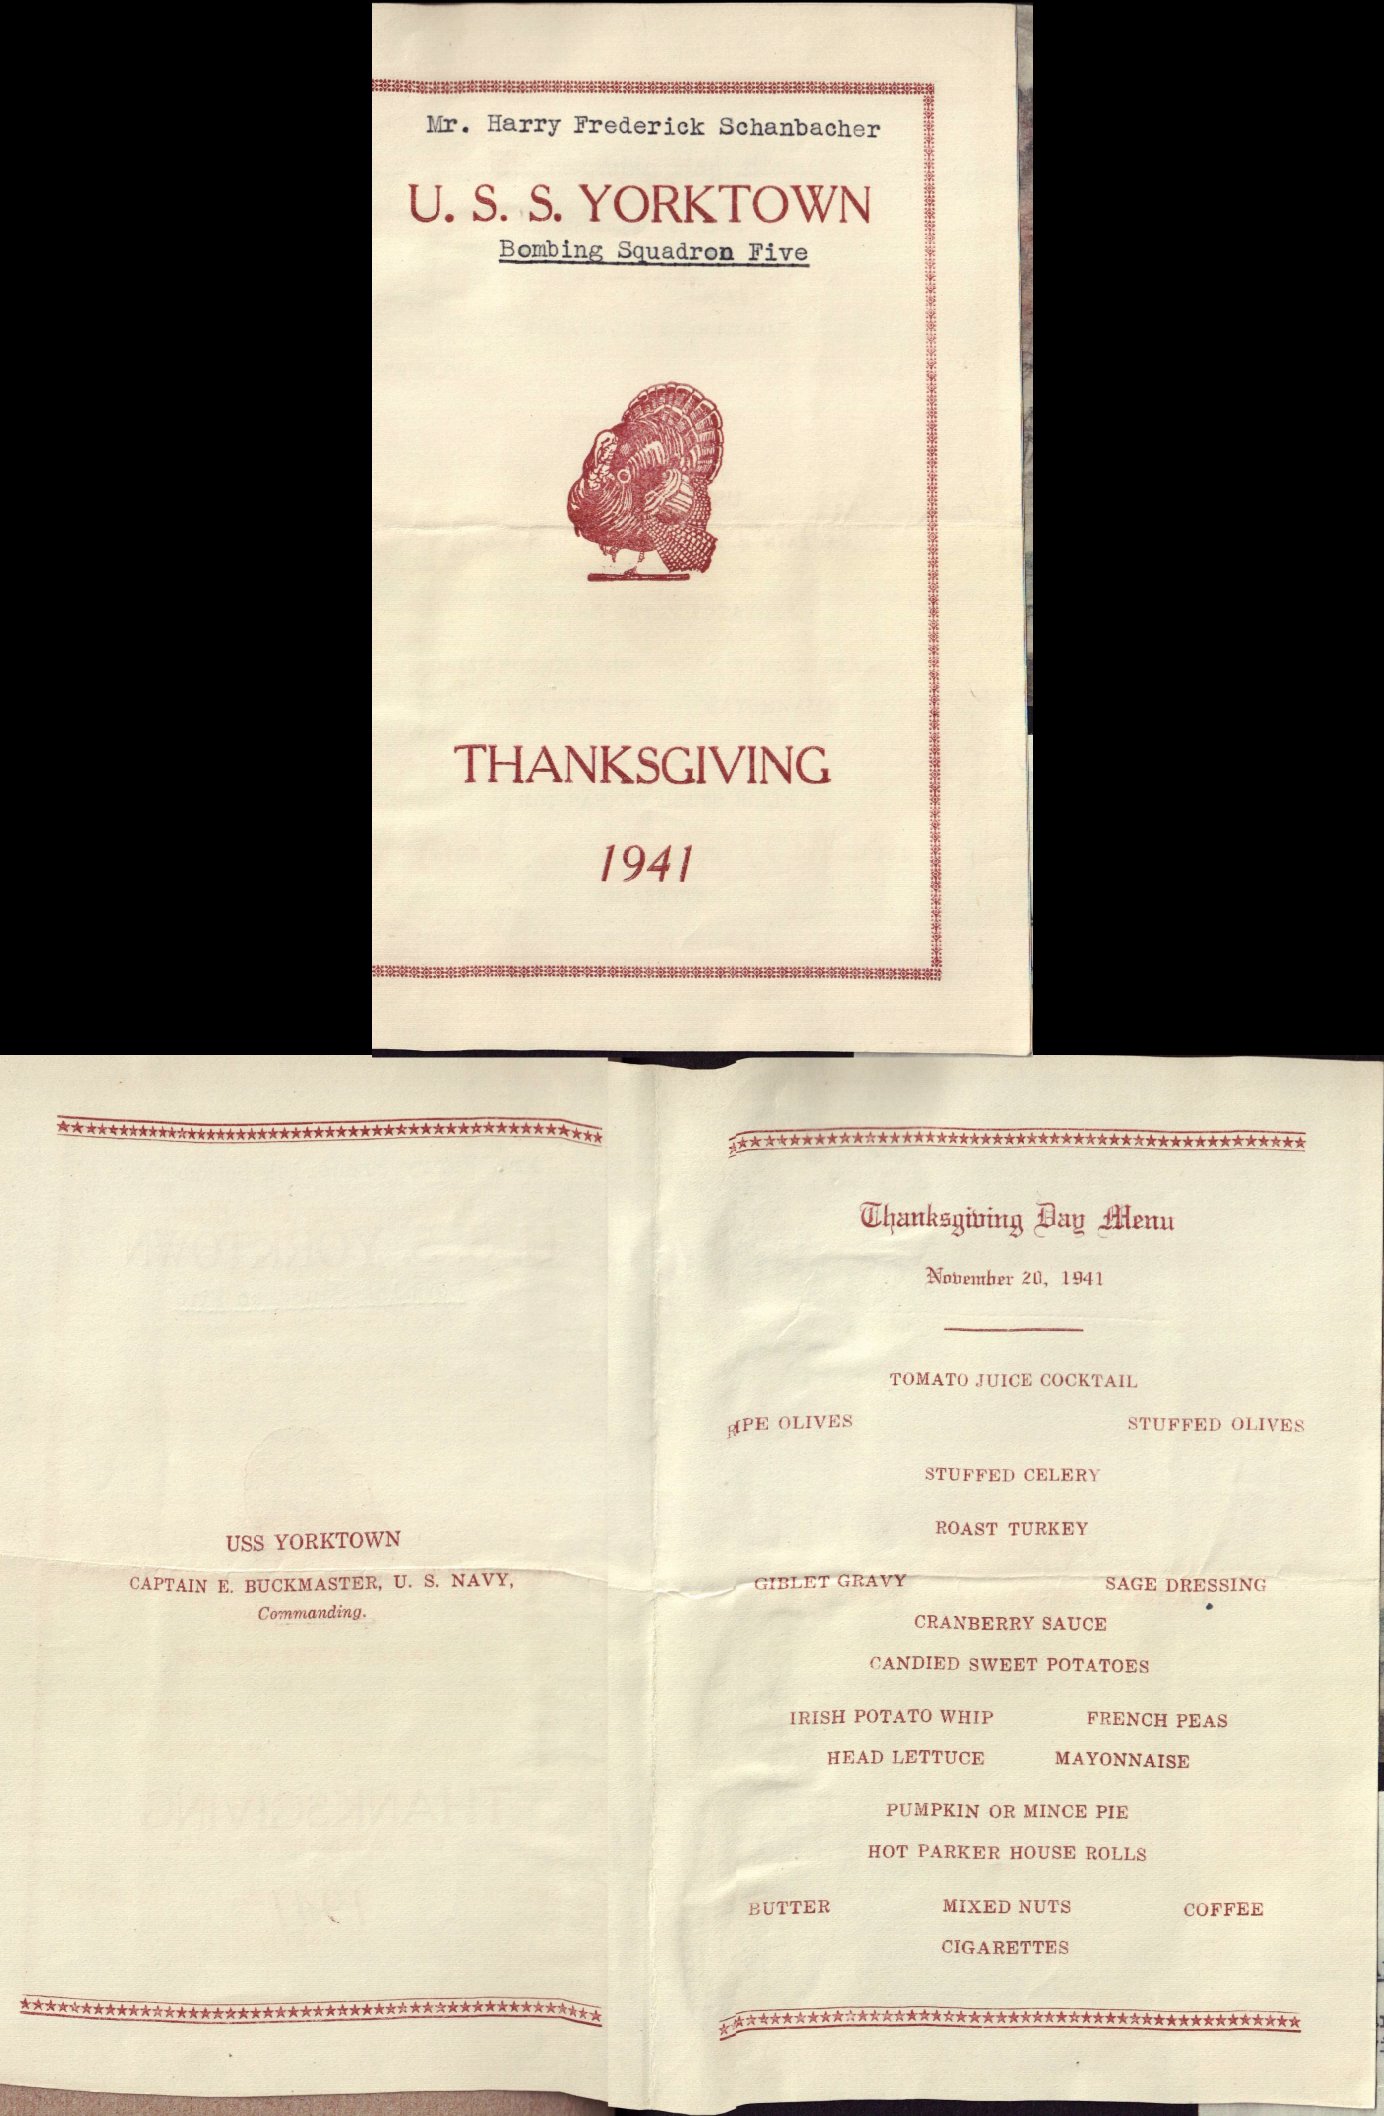 Mr. Harry Frederick Schanbacher
U. S. S. YORKTOWN
Bombing Squadron Five
THANKSGIVING
1941
USS YORKTOWN
CAPTAIN E. BUCKMASTER, U. S. NAVY,
Commanding.
Thanksgiving Day Menu
November 20, 1941
TOMATO JUICE COCKTAIL
RIPE OLIVES STUFFED OLIVES
STUFFED CELERY
ROAST TURKEY
GIBLET GRAVY SAGE DRESSING
CRANBERRY SAUCE
CANDIED SWEET POTATOES
IRISH POTATO WHIP FRENCH PEAS
HEAD LETTUCE MAYONNAISE
PUMPKIN OR MINCE PIE
HOT PARKER HOUSE ROLLS
BUTTER MIXED NUTS COFFEE
CIGARETTES